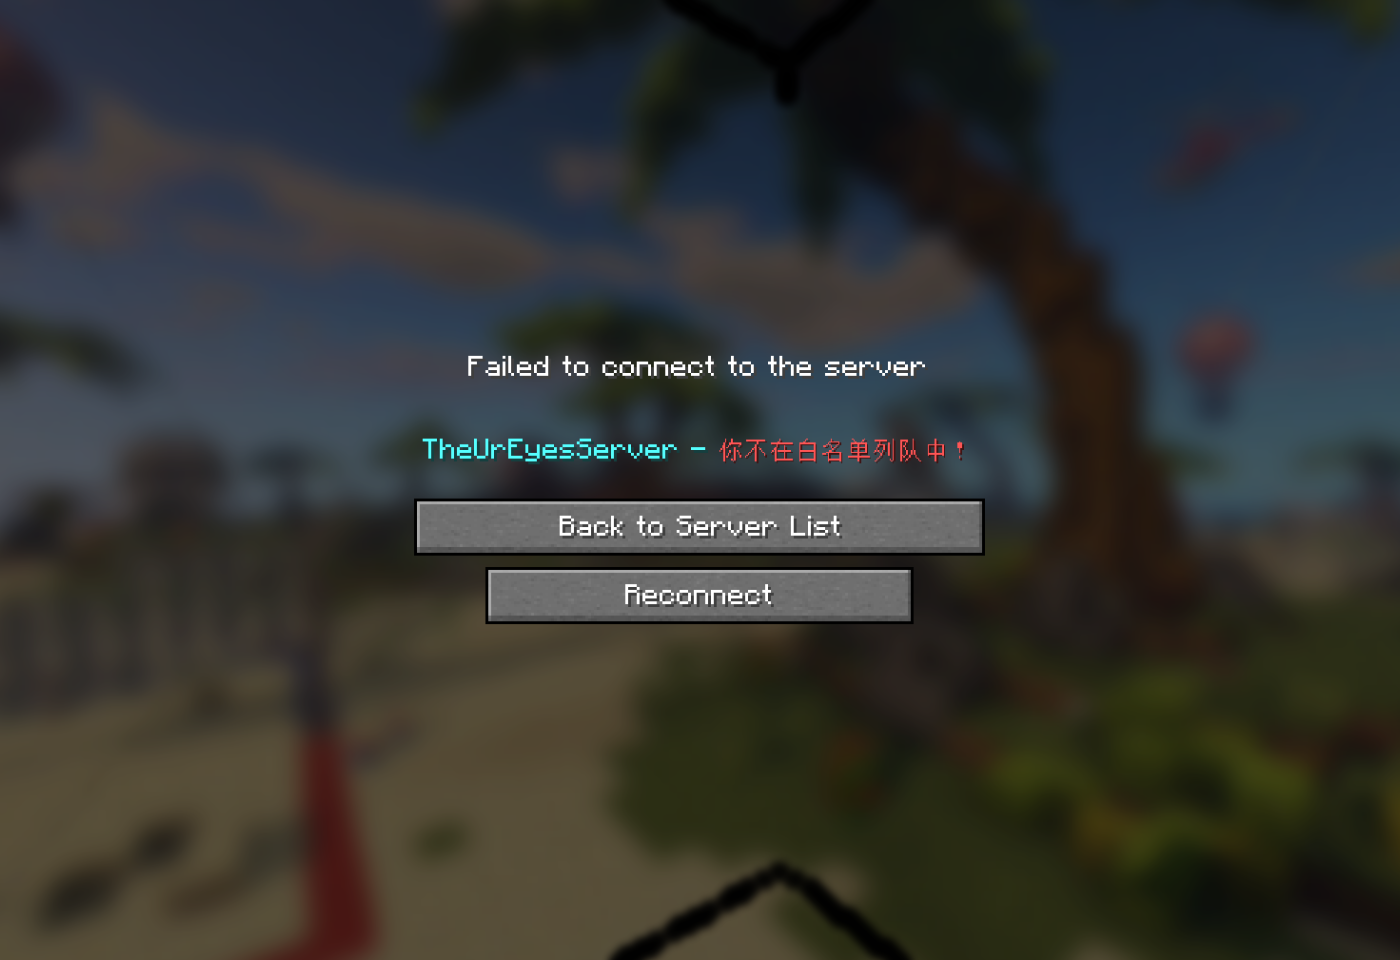 Failed to connect to the server
TheUrEyesServer - 你不在白名单列队中！
Back to Server List
Reconnect